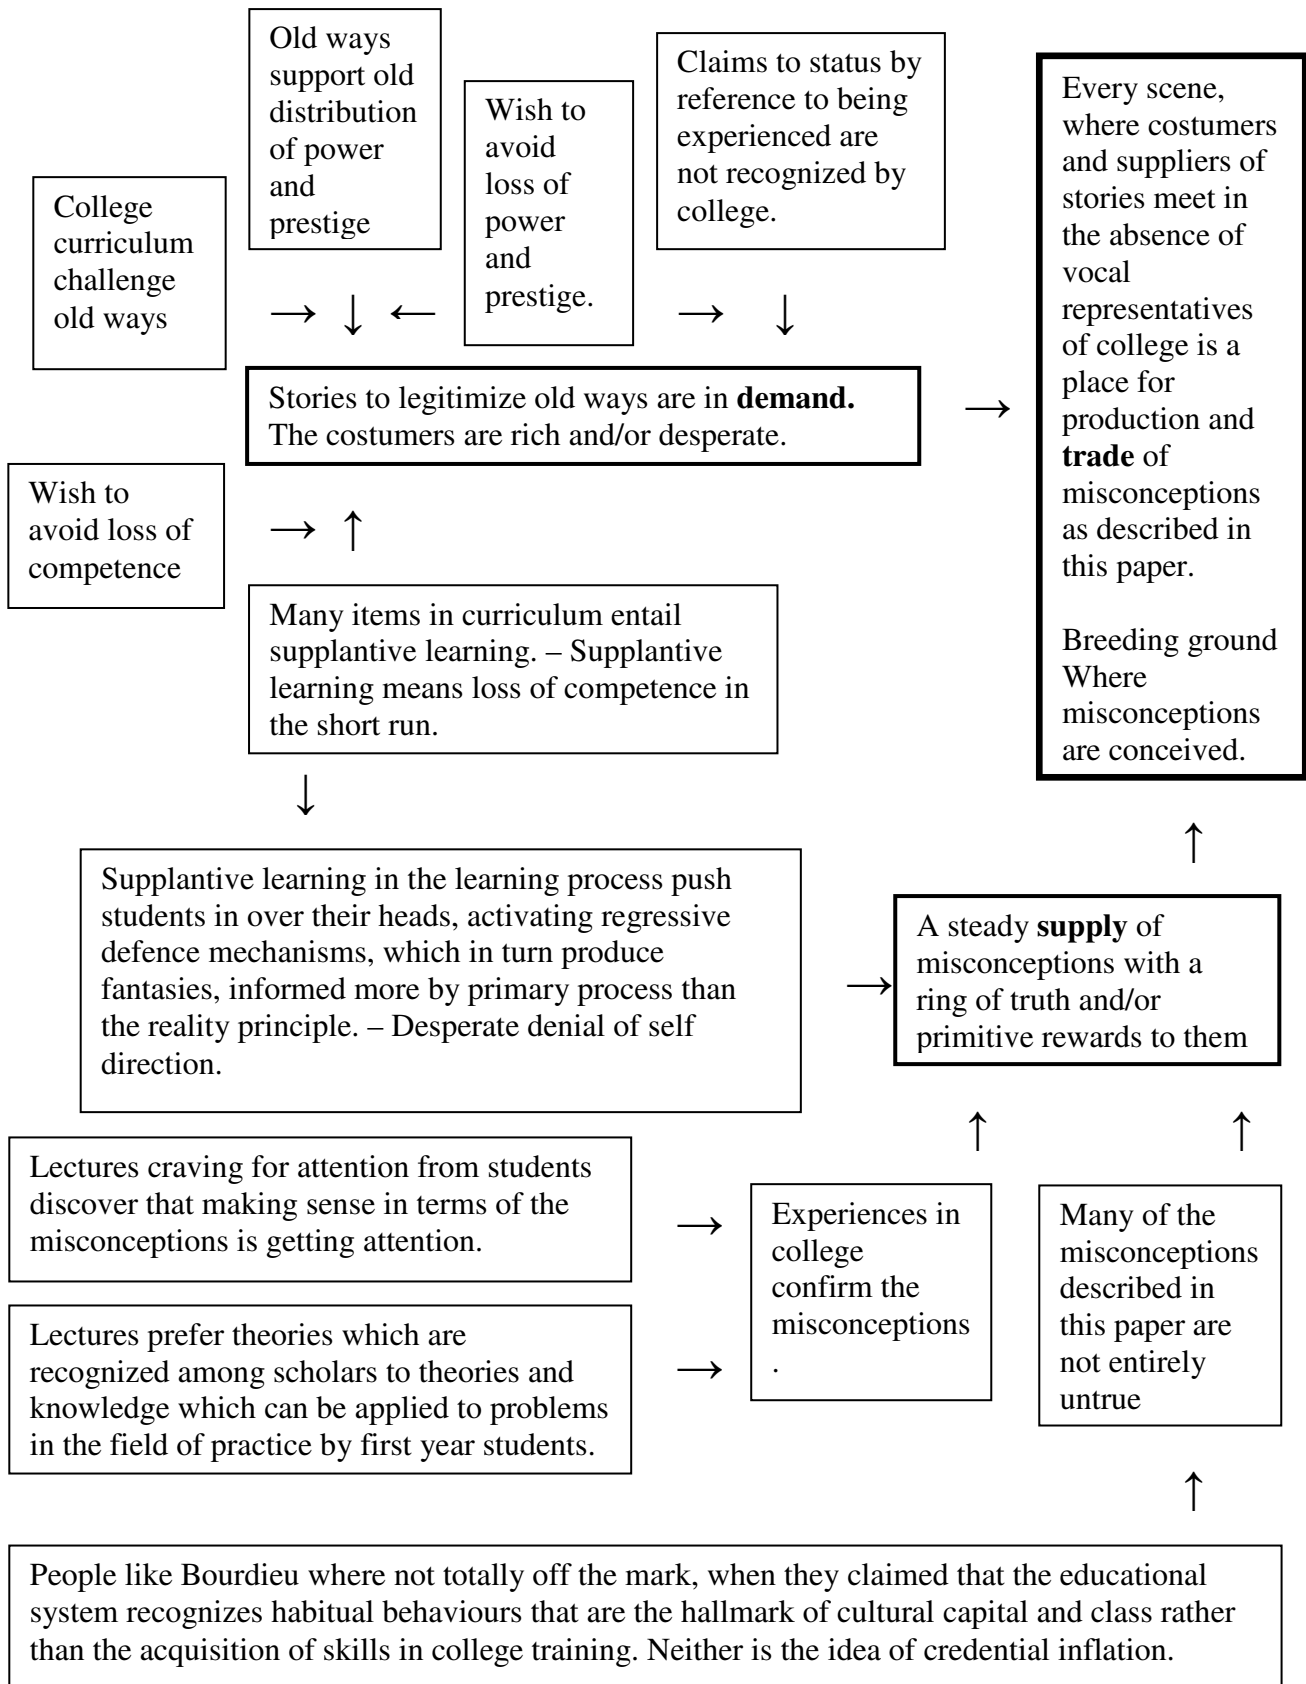 Old ways
support old
distribution
of power
and
prestige
Wish to
avoid
loss of
power
and
prestige.
Claims to status by
reference to being
experienced are
not recognized by
college.
Every scene,
where costumers
and suppliers of
stories meet in
the absence of
vocal
representatives
of college is a
place for
production and
trade of
misconceptions
as described in
this paper.
Breeding ground
Where
misconceptions
are conceived.
College
curriculum
challenge
old ways
→ ↓ ← → ↓
Stories to legitimize old ways are in demand.
The costumers are rich and/or desperate.
→
Wish to
avoid loss of
competence
→ ↑
Many items in curriculum entail
supplantive learning. – Supplantive
learning means loss of competence in
the short run.
↓
↑
Supplantive learning in the learning process push
students in over their heads, activating regressive
defence mechanisms, which in turn produce
fantasies, informed more by primary process than
the reality principle. – Desperate denial of self
direction.
→
A steady supply of
misconceptions with a
ring of truth and/or
primitive rewards to them
↑ ↑
Lectures craving for attention from students
discover that making sense in terms of the
misconceptions is getting attention.
→
Experiences in
college
confirm the
misconceptions
.
Many of the
misconceptions
described in
this paper are
not entirely
untrue
Lectures prefer theories which are
recognized among scholars to theories and
knowledge which can be applied to problems
in the field of practice by first year students.
→
↑
People like Bourdieu where not totally off the mark, when they claimed that the educational
system recognizes habitual behaviours that are the hallmark of cultural capital and class rather
than the acquisition of skills in college training. Neither is the idea of credential inflation.